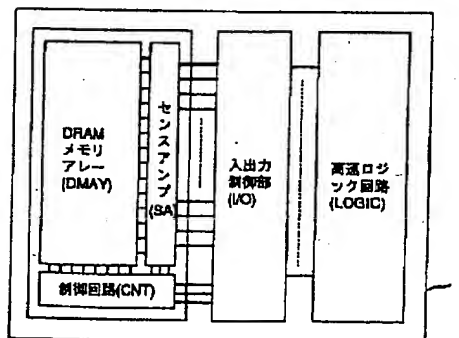 DRAM
メモリ
アレー
(DMAY)
センスアンプ
(SA)
入出力
制御部
(I/O)
高速ロジ
ック回路
(LOGIC)
制御回路(CNT)